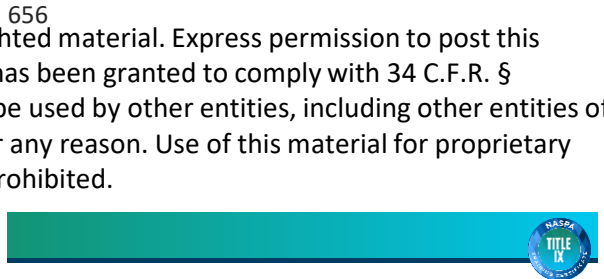 656
hted material. Express permission to post this
has been granted to comply with 34 C.F.R. §
be used by other entities, including other entities of
r any reason. Use of this material for proprietary
rohibited.
NASPA
TITLE
IX